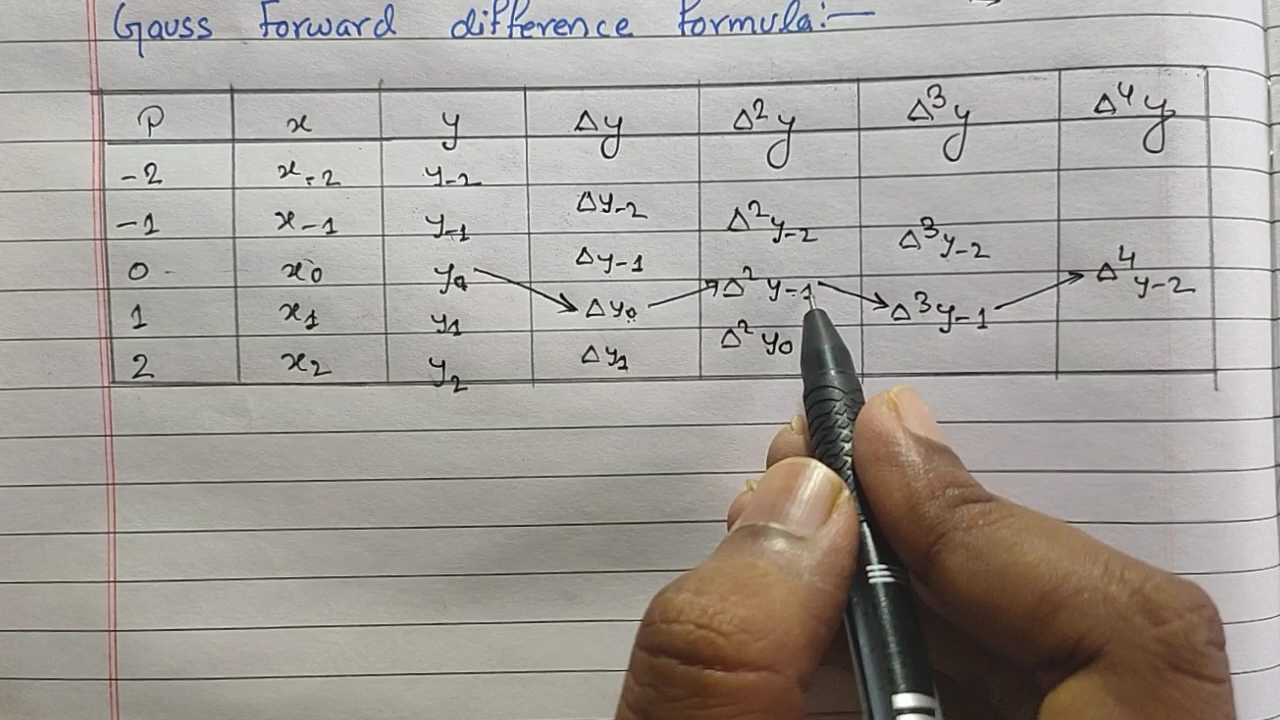 Gauss Forward difference formula:—
P x y Δy Δ²y Δ³y Δ⁴y
-2 x₋₂ y₋₂
Δy₋₂
-1 x₋₁ y₋₁ Δ²y₋₂
Δy₋₁ Δ³y₋₂
0 x₀ y₀ Δ²y₋₁ Δ⁴y₋₂
Δy₀ Δ³y₋₁
1 x₁ y₁ Δ²y₀
Δy₁
2 x₂ y₂